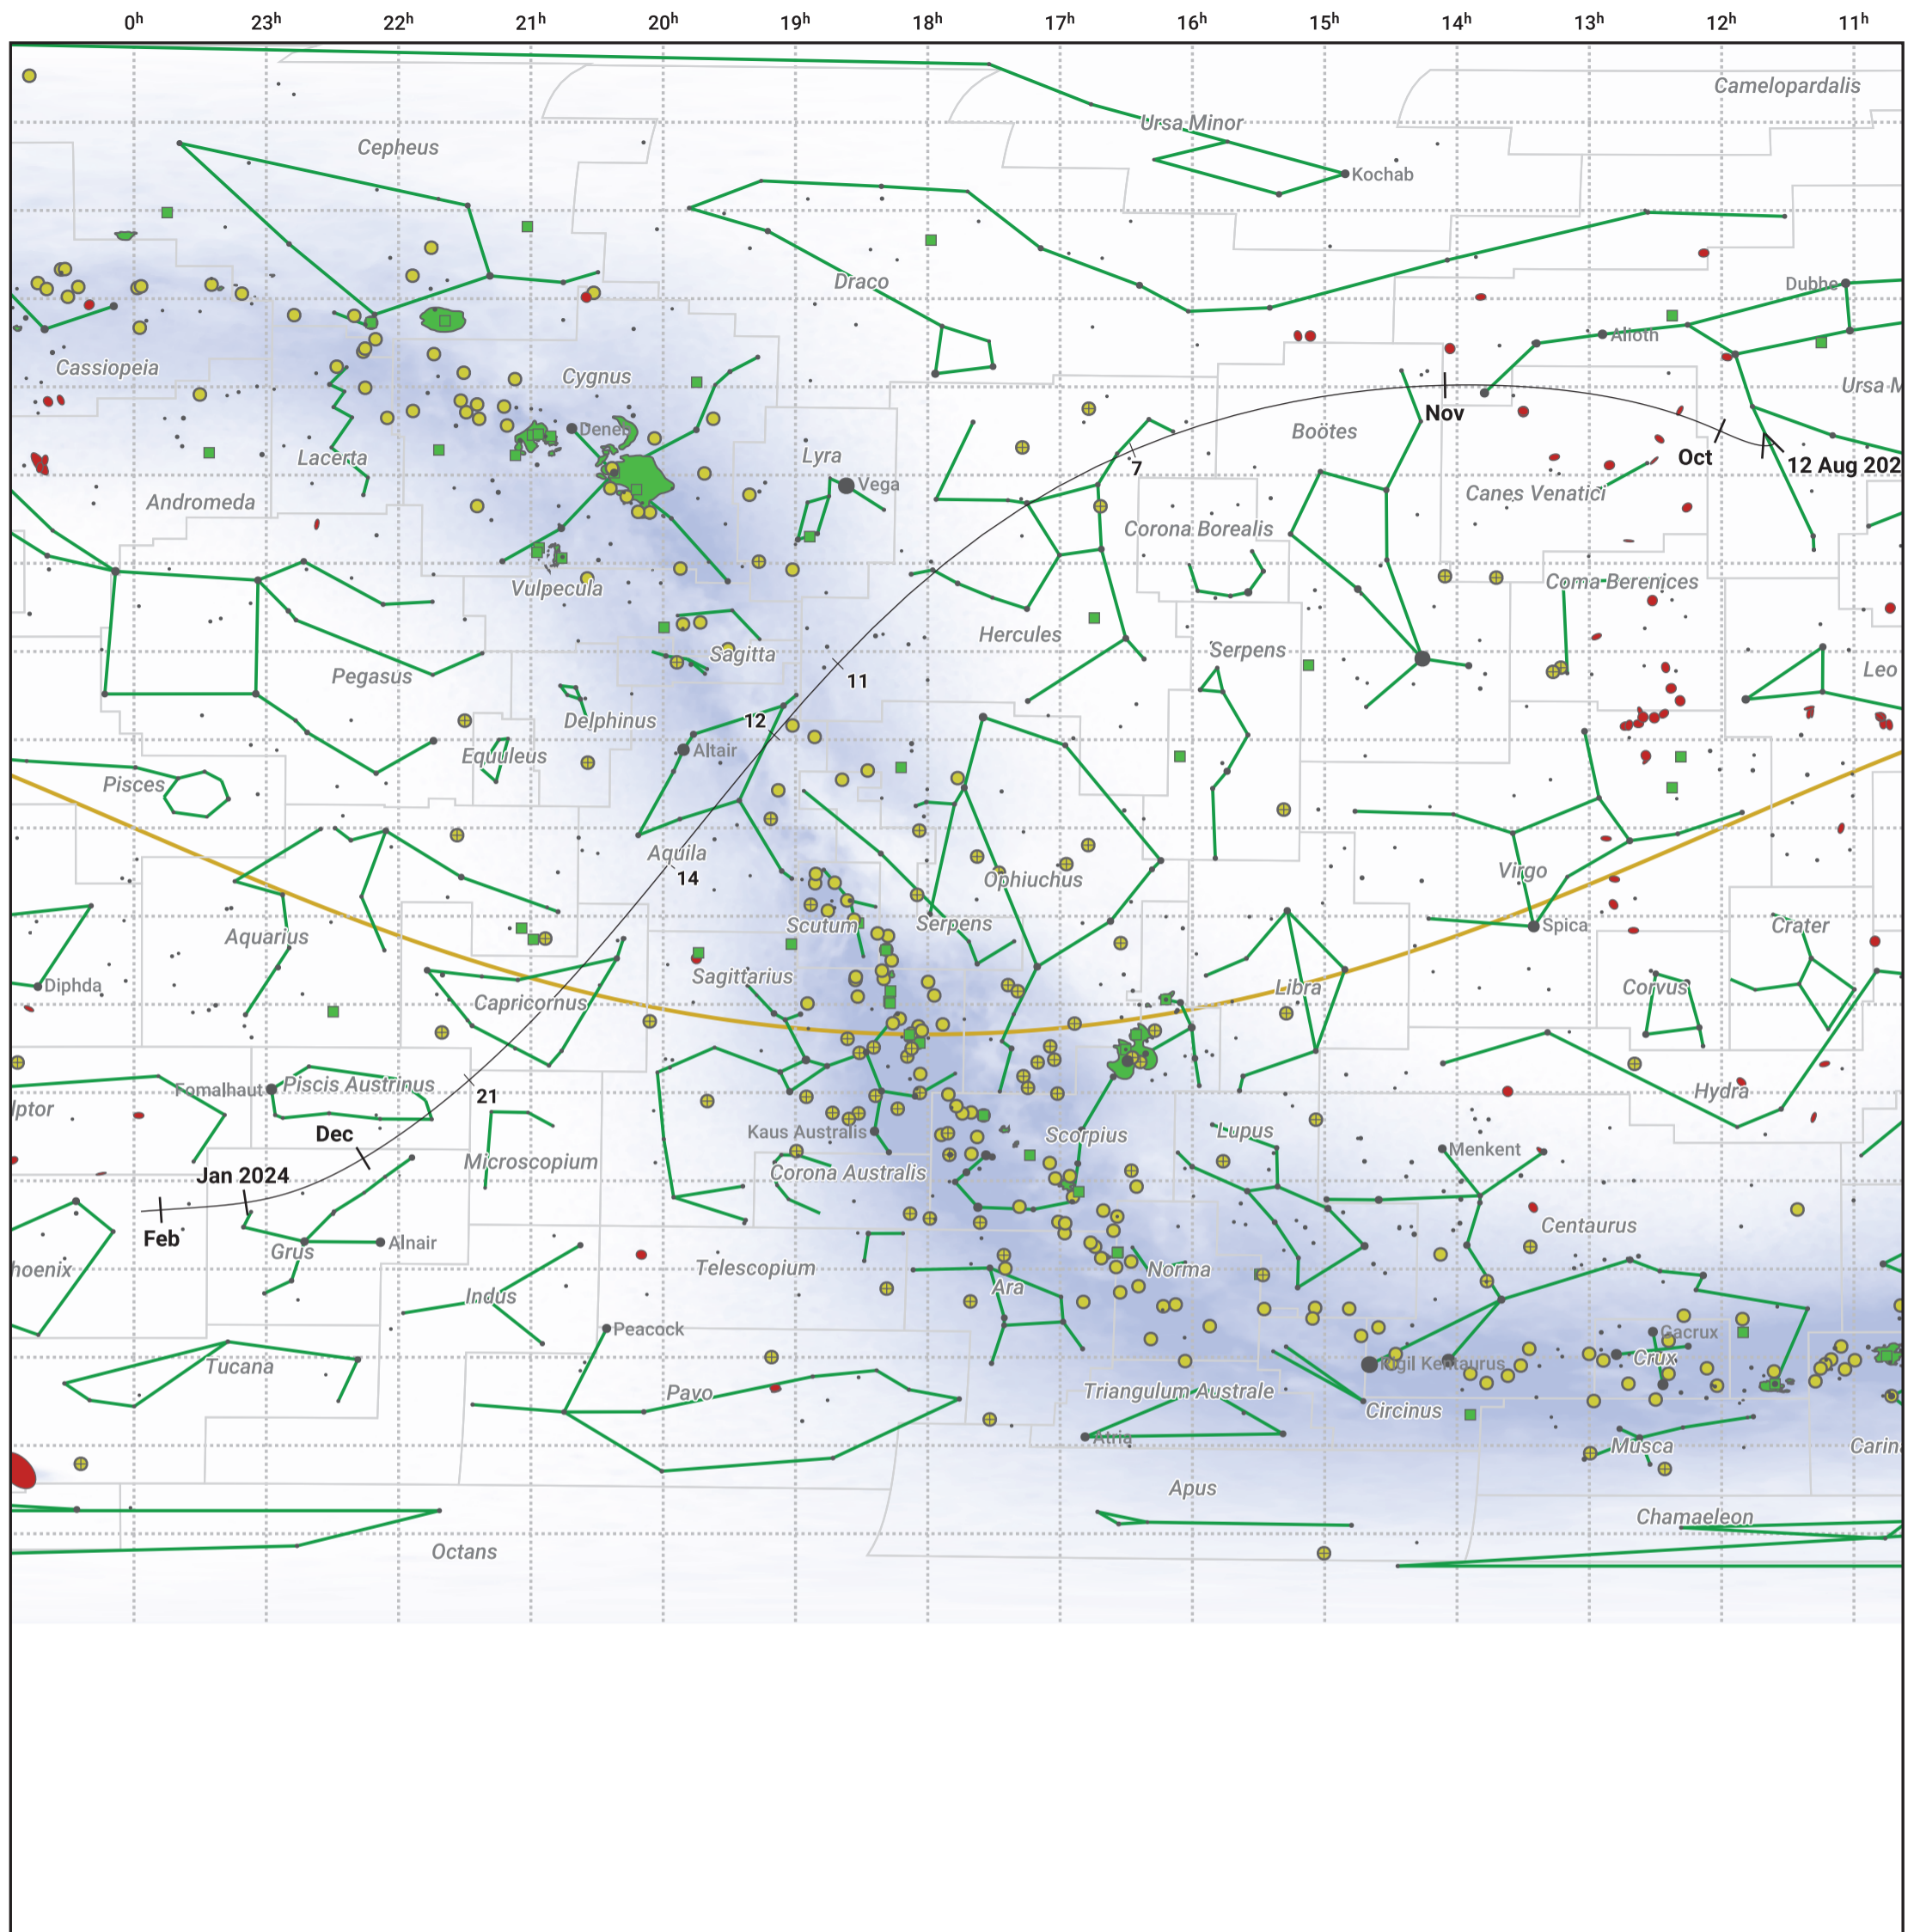 0h 23h 22h 21h 20h 19h 18h 17h 16h 15h 14h 13h 12h 11h
Camelopardalis
Ursa Minor
Cepheus
Kochab
Draco
Dubhe
Alioth
Cassiopeia
Cygnus
Ursa M
Nov
Deneb
Boötes
Lyra
Lacerta
Oct
7
12 Aug 202
Vega
Canes Venatici
Andromeda
Corona Borealis
Vulpecula
Coma Berenices
Hercules
Serpens
Sagitta
Leo
Pegasus
11
Delphinus
12
Altair
Equuleus
Pisces
Aquila
Virgo
14
Ophiuchus
Scutum
Serpens
Spica
Crater
Aquarius
Sagittarius
Diphda
Libra
Corvus
Capricornus
Piscis Austrinus
Fomalhaut
Hydra
21
lptor
Dec
Kaus Australis
Scorpius
Lupus
Menkent
Microscopium
Jan 2024
Corona Australis
Centaurus
Feb
Alnair
Grus
hoenix
Telescopium
Norma
Ara
Indus
Peacock
Gacrux
Tucana
Crux
Rigil Kentaurus
Pavo
Triangulum Australe
Circinus
Atria
Musca
Carin
Apus
Chamaeleon
Octans